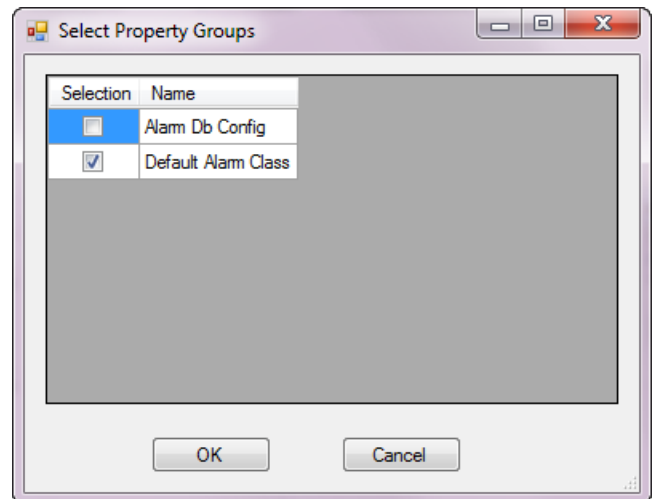 Select Property Groups
Selection Name
Alarm Db Config
Default Alarm Class
OK Cancel